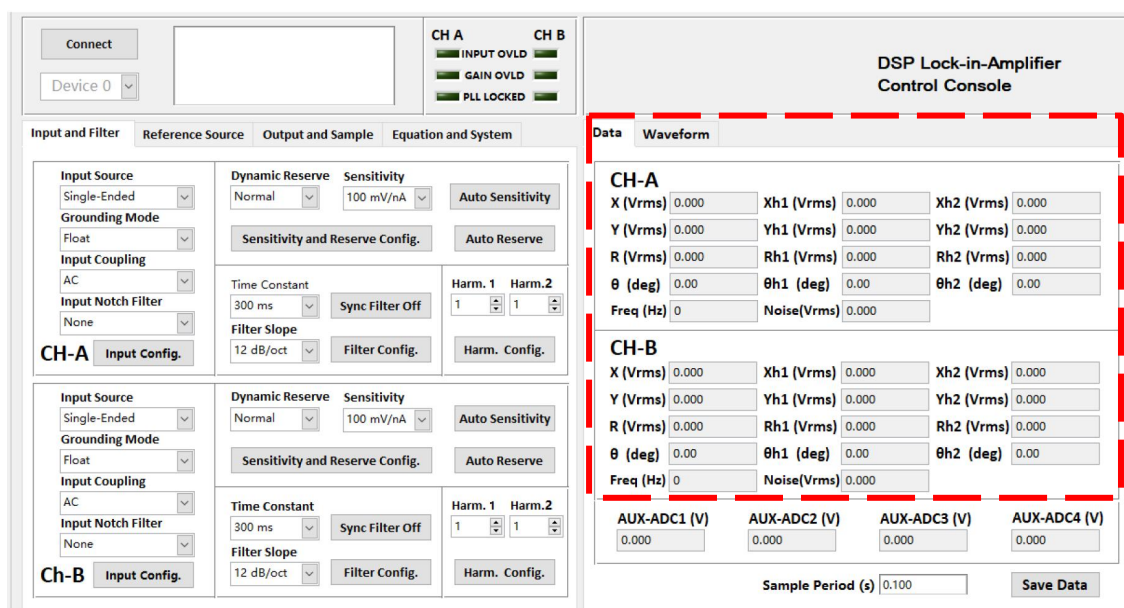 Connect
Device 0
CH A CH B
INPUT OVLD
GAIN OVLD
PLL LOCKED
DSP Lock-in-Amplifier
Control Console
Input and Filter Reference Source Output and Sample Equation and System
Input Source
Single-Ended
Grounding Mode
Float
Input Coupling
AC
Input Notch Filter
None
CH-A Input Config.
Dynamic Reserve Sensitivity
Normal 100 mV/nA Auto Sensitivity
Sensitivity and Reserve Config. Auto Reserve
Time Constant
300 ms Sync Filter Off
Filter Slope
12 dB/oct Filter Config.
Harm. 1 Harm.2
1 1
Harm. Config.
Input Source
Single-Ended
Grounding Mode
Float
Input Coupling
AC
Input Notch Filter
None
Ch-B Input Config.
Dynamic Reserve Sensitivity
Normal 100 mV/nA Auto Sensitivity
Sensitivity and Reserve Config. Auto Reserve
Time Constant
300 ms Sync Filter Off
Filter Slope
12 dB/oct Filter Config.
Harm. 1 Harm.2
1 1
Harm. Config.
Data Waveform
CH-A
X (Vrms) 0.000 Xh1 (Vrms) 0.000 Xh2 (Vrms) 0.000
Y (Vrms) 0.000 Yh1 (Vrms) 0.000 Yh2 (Vrms) 0.000
R (Vrms) 0.000 Rh1 (Vrms) 0.000 Rh2 (Vrms) 0.000
θ (deg) 0.00 θh1 (deg) 0.00 θh2 (deg) 0.00
Freq (Hz) 0 Noise(Vrms) 0.000
CH-B
X (Vrms) 0.000 Xh1 (Vrms) 0.000 Xh2 (Vrms) 0.000
Y (Vrms) 0.000 Yh1 (Vrms) 0.000 Yh2 (Vrms) 0.000
R (Vrms) 0.000 Rh1 (Vrms) 0.000 Rh2 (Vrms) 0.000
θ (deg) 0.00 θh1 (deg) 0.00 θh2 (deg) 0.00
Freq (Hz) 0 Noise(Vrms) 0.000
AUX-ADC1 (V) AUX-ADC2 (V) AUX-ADC3 (V) AUX-ADC4 (V)
0.000 0.000 0.000 0.000
Sample Period (s) 0.100 Save Data